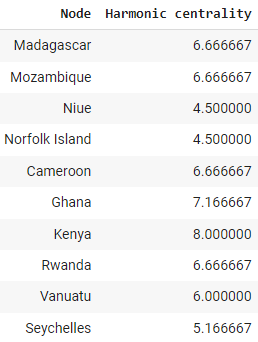 Node Harmonic centrality
Madagascar 6.666667
Mozambique 6.666667
Niue 4.500000
Norfolk Island 4.500000
Cameroon 6.666667
Ghana 7.166667
Kenya 8.000000
Rwanda 6.666667
Vanuatu 6.000000
Seychelles 5.166667